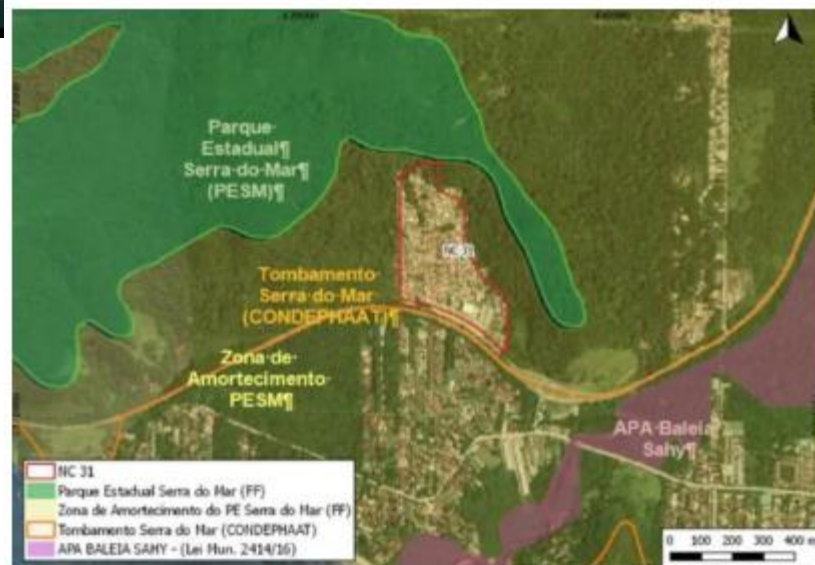 Parque
Estadual¶
Serra·do·Mar¶
(PESM)¶
NC 31
Tombamento
Serra do Mar
(CONDEPHAAT)¶
Zona·de·
Amortecimento·
PESM¶
APA·Baleia
Sahy¶
NC 31
Parque Estadual Serra do Mar (FF)
Zona de Amortecimento do PE Serra do Mar (FF)
Tombamento Serra do Mar (CONDEPHAAT)
APA BALEIA SAHY - (Lei Mun. 2414/16)
0 100 200 300 400 m